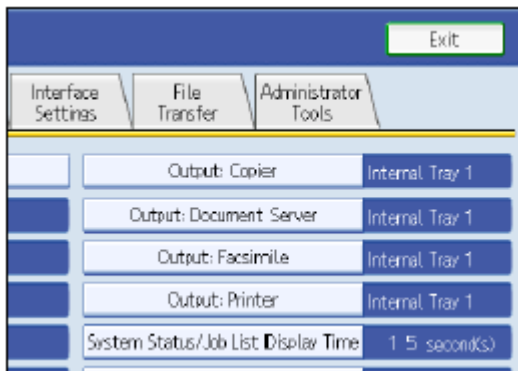 Exit
Interface Settings
File Transfer
Administrator Tools
Output: Copier Internal Tray 1
Output: Document Server Internal Tray 1
Output: Facsimile Internal Tray 1
Output: Printer Internal Tray 1
System Status/Job List Display Time 1 5 second(s)